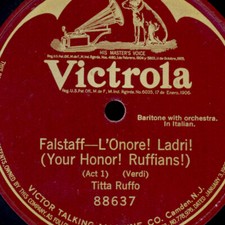 "HIS MASTER'S VOICE"
Victrola
Baritone with orchestra.
In Italian.
Falstaff—L'Onore! Ladri!
(Your Honor! Ruffians!)
(Act 1) (Verdi)
Titta Ruffo
88637
VICTOR TALKING MACHINE CO. Camden, N.J.